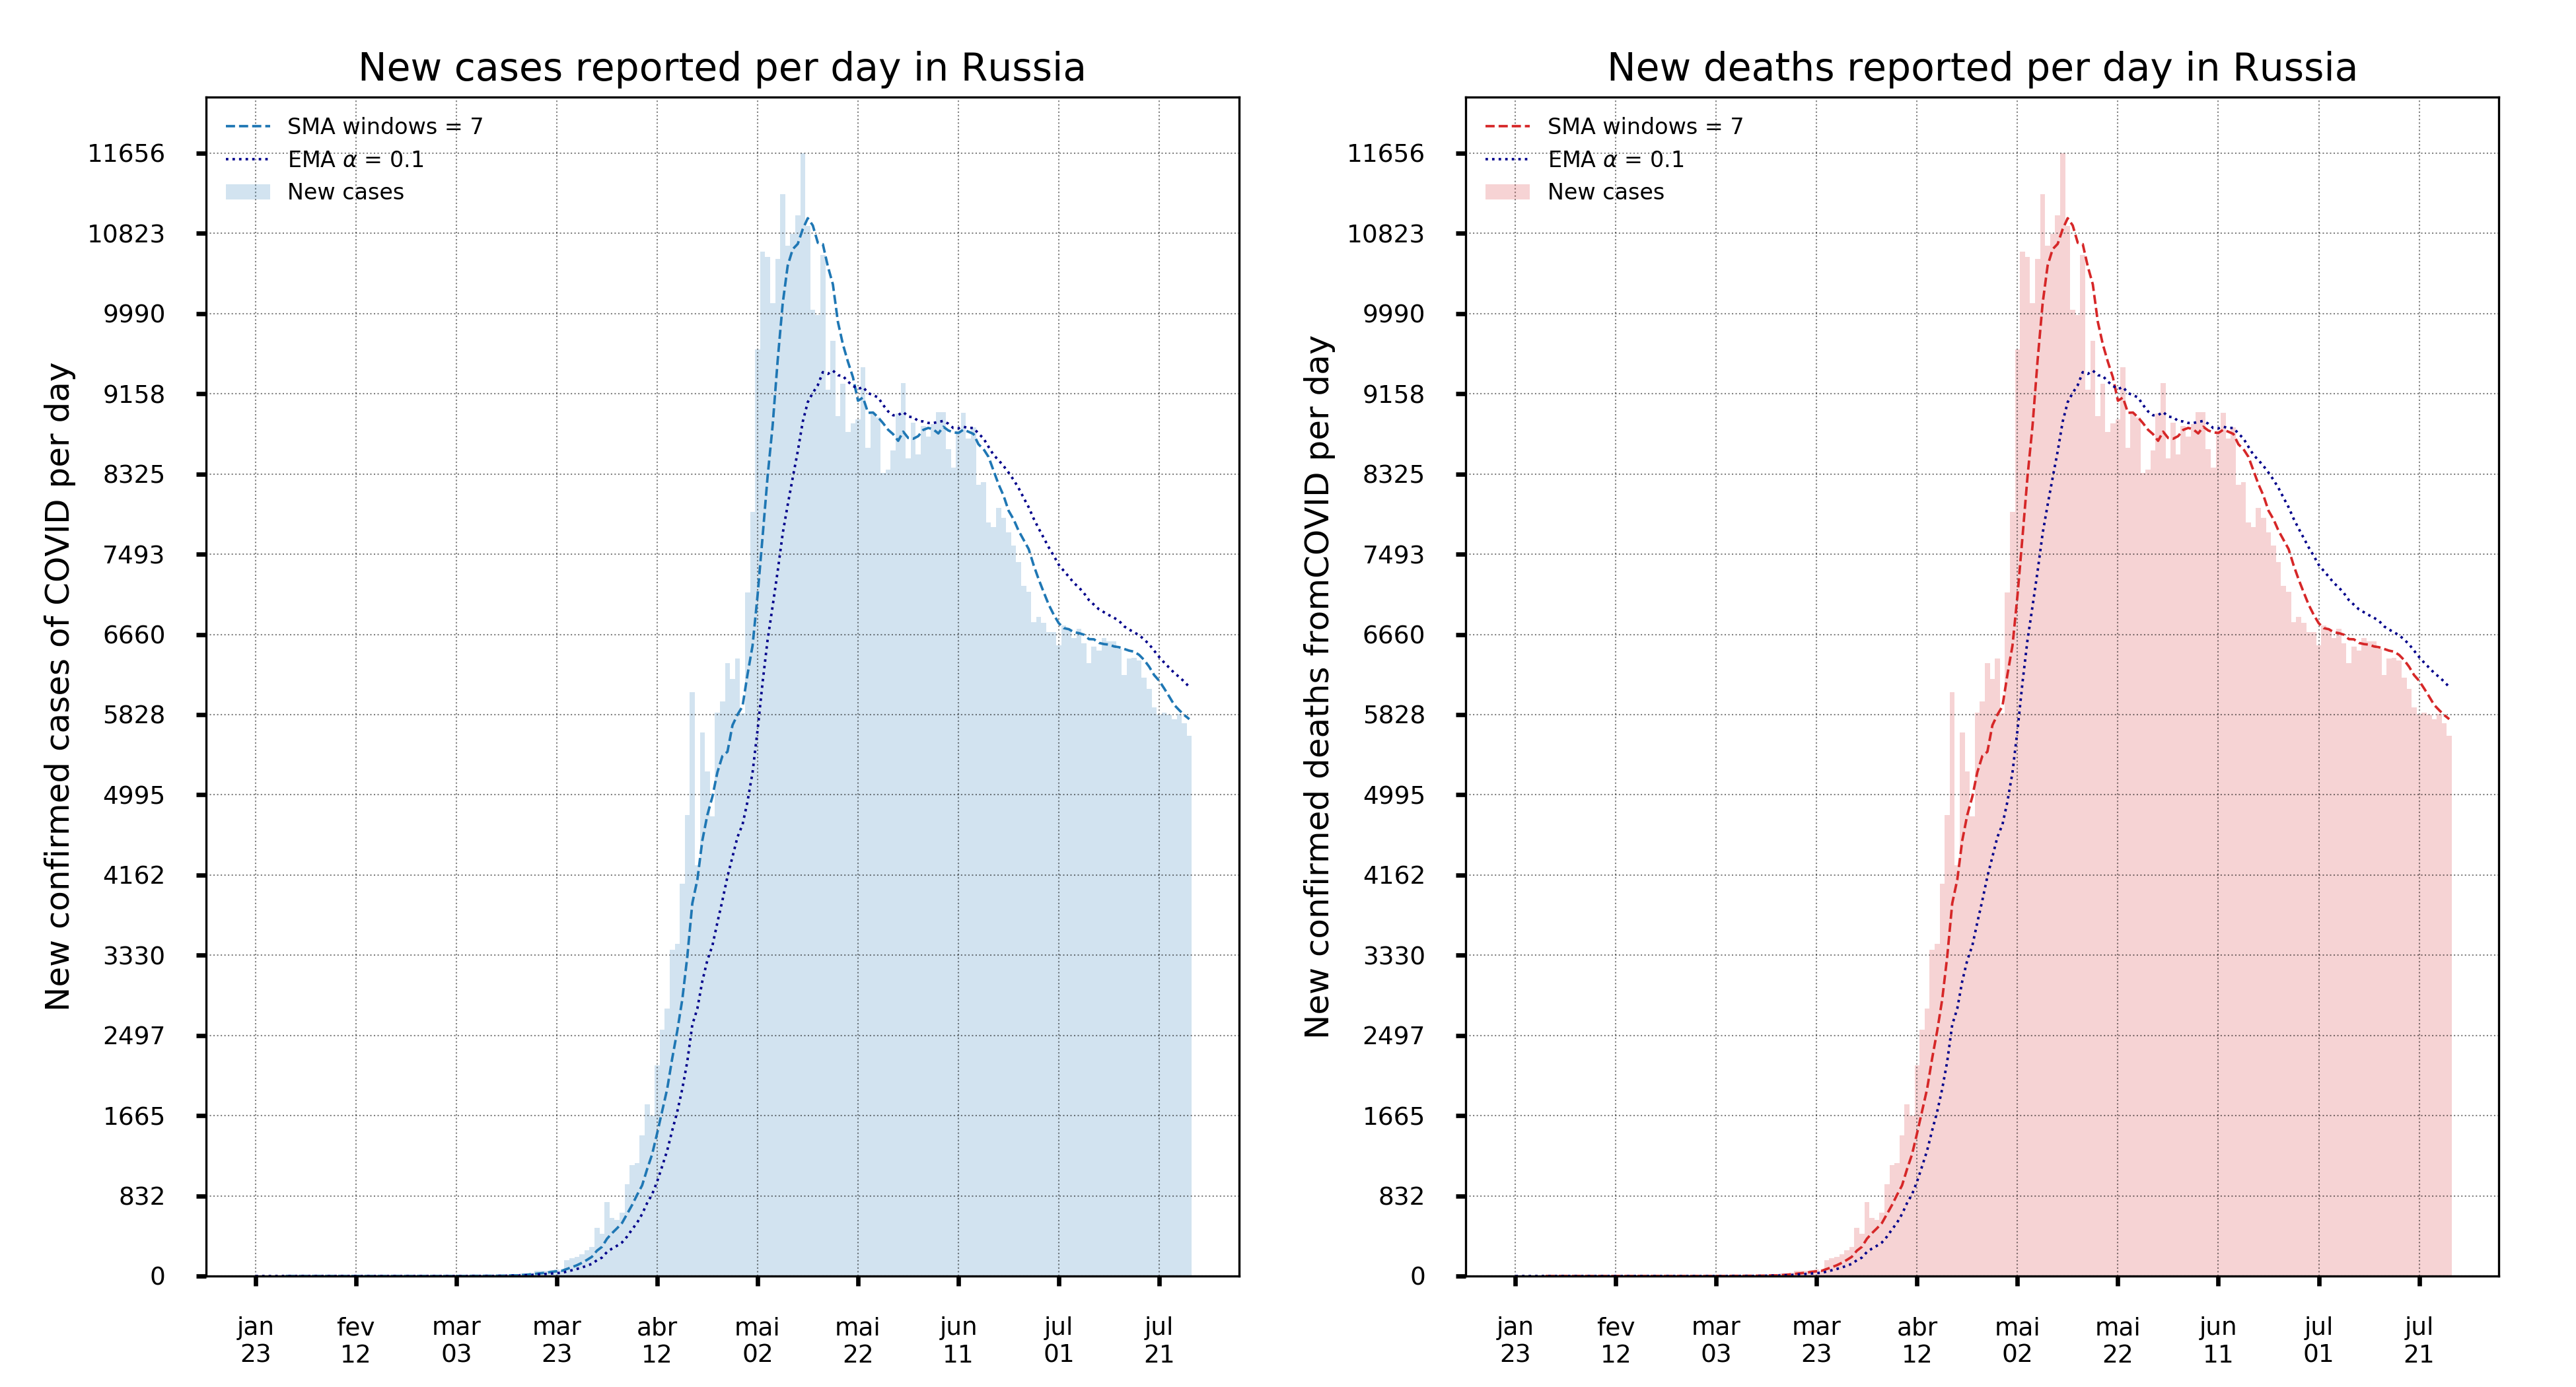 New cases reported per day in Russia
SMA windows = 7
EMA α = 0.1
New cases
New confirmed cases of COVID per day
11656
10823
9990
9158
8325
7493
6660
5828
4995
4162
3330
2497
1665
832
0
jan 23
fev 12
mar 03
mar 23
abr 12
mai 02
mai 22
jun 11
jul 01
jul 21
New deaths reported per day in Russia
SMA windows = 7
EMA α = 0.1
New cases
New confirmed deaths fromCOVID per day
11656
10823
9990
9158
8325
7493
6660
5828
4995
4162
3330
2497
1665
832
0
jan 23
fev 12
mar 03
mar 23
abr 12
mai 02
mai 22
jun 11
jul 01
jul 21